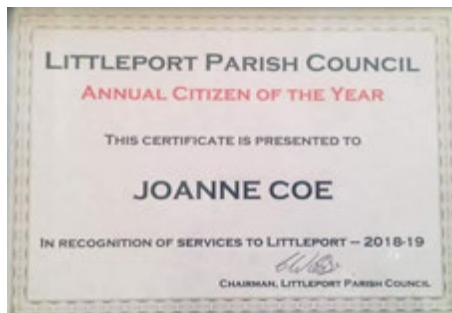 LITTLEPORT PARISH COUNCIL
ANNUAL CITIZEN OF THE YEAR
THIS CERTIFICATE IS PRESENTED TO
JOANNE COE
IN RECOGNITION OF SERVICES TO LITTLEPORT – 2018-19
CHAIRMAN, LITTLEPORT PARISH COUNCIL